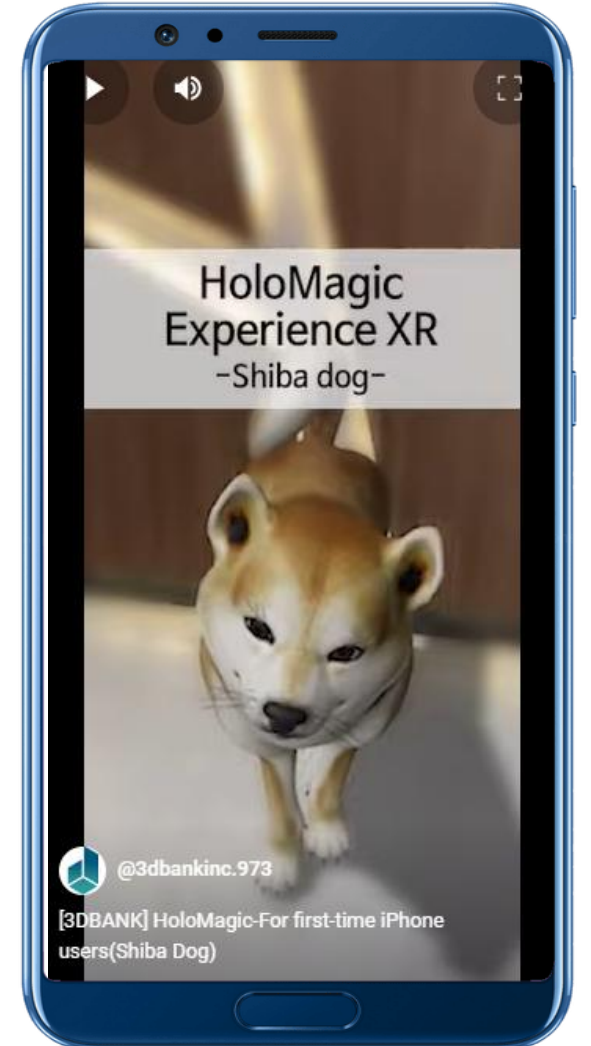 HoloMagic
Experience XR
-Shiba dog-
@3dbankinc.973
[3DBANK] HoloMagic-For first-time iPhone
users(Shiba Dog)